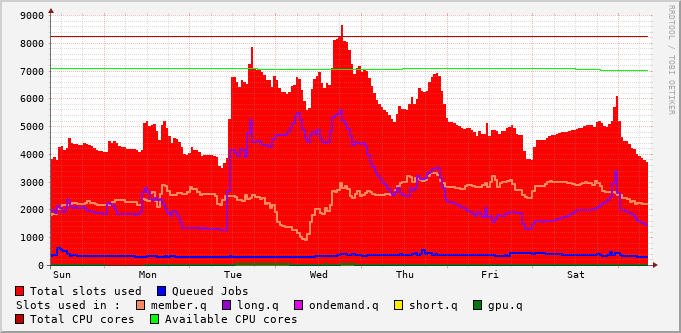 9000
8000
7000
6000
5000
4000
3000
2000
1000
0
Sun Mon Tue Wed Thu Fri Sat
RRDTOOL / TOBI OETIKER
Total slots used Queued Jobs
Slots used in : member.q long.q ondemand.q short.q gpu.q
Total CPU cores Available CPU cores